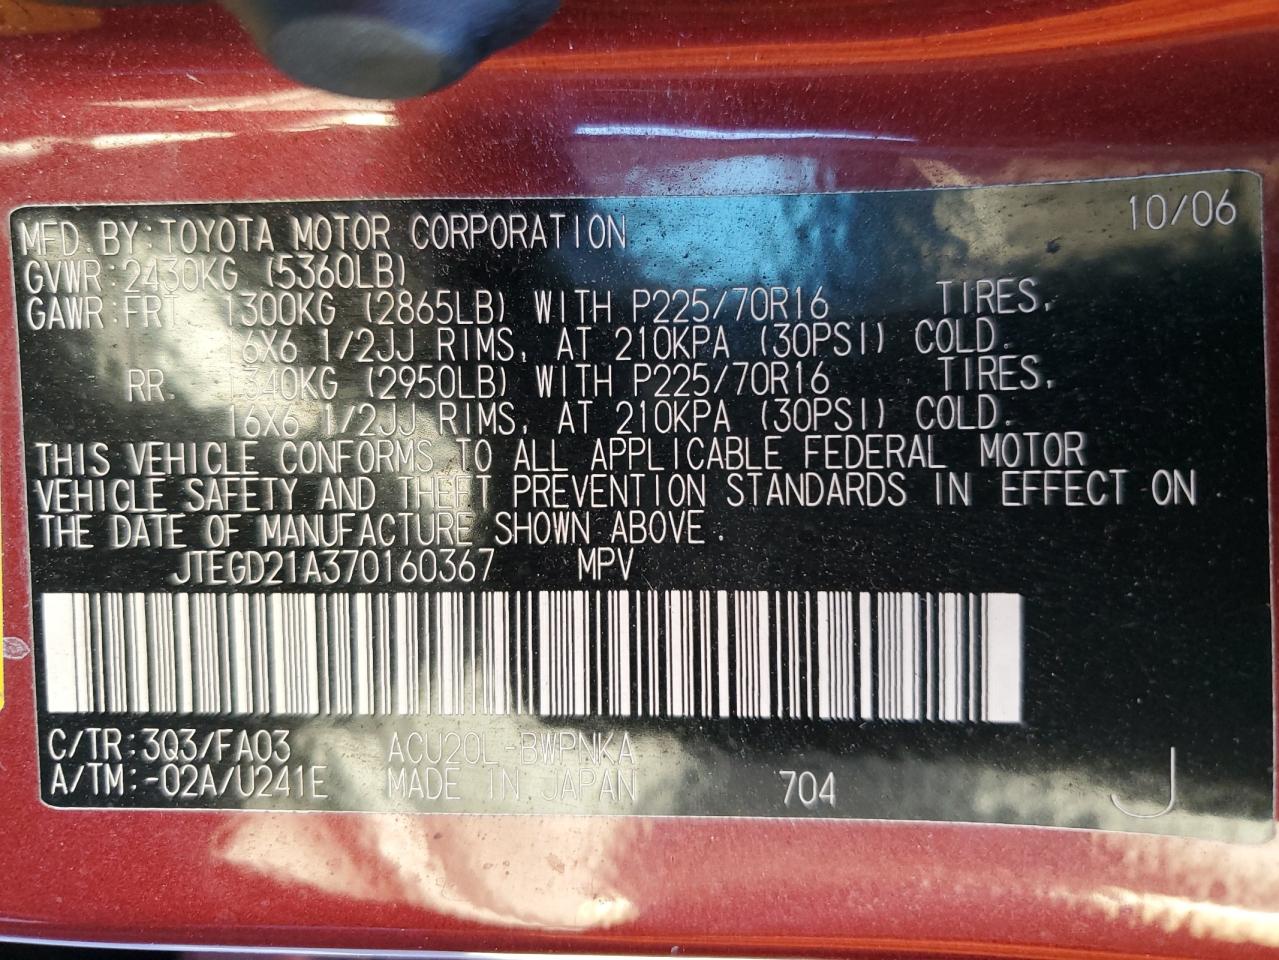 10/06
MFD. BY: TOYOTA MOTOR CORPORATION
GVWR: 2430KG (5360LB)
GAWR: FRT. 1300KG (2865LB) WITH P225/70R16 TIRES,
16X6 1/2JJ RIMS, AT 210KPA (30PSI) COLD.
RR. 1340KG (2950LB) WITH P225/70R16 TIRES,
16X6 1/2JJ RIMS, AT 210KPA (30PSI) COLD.
THIS VEHICLE CONFORMS TO ALL APPLICABLE FEDERAL MOTOR
VEHICLE SAFETY AND THEFT PREVENTION STANDARDS IN EFFECT ON
THE DATE OF MANUFACTURE SHOWN ABOVE.
JTEGD21A370160367 MPV
C/TR: 3Q3/FA03 ACU20L-BWPNKA
A/TM: -02A/U241E MADE IN JAPAN 704 J